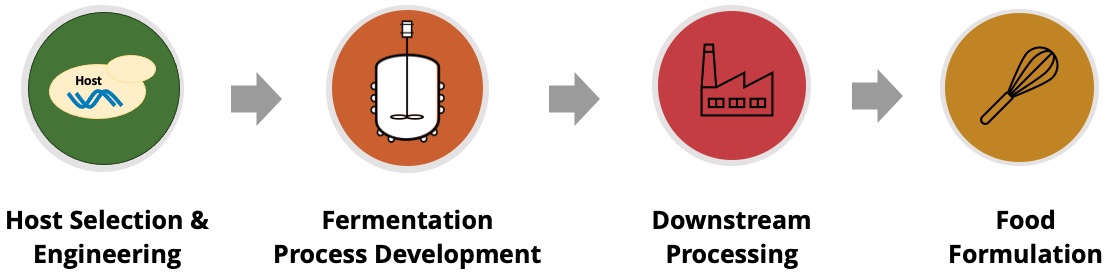 Host
Host Selection &
Engineering
Fermentation
Process Development
Downstream
Processing
Food
Formulation